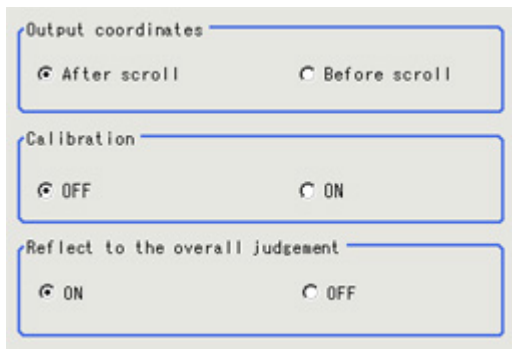 Output coordinates
After scroll Before scroll
Calibration
OFF ON
Reflect to the overall judgement
ON OFF